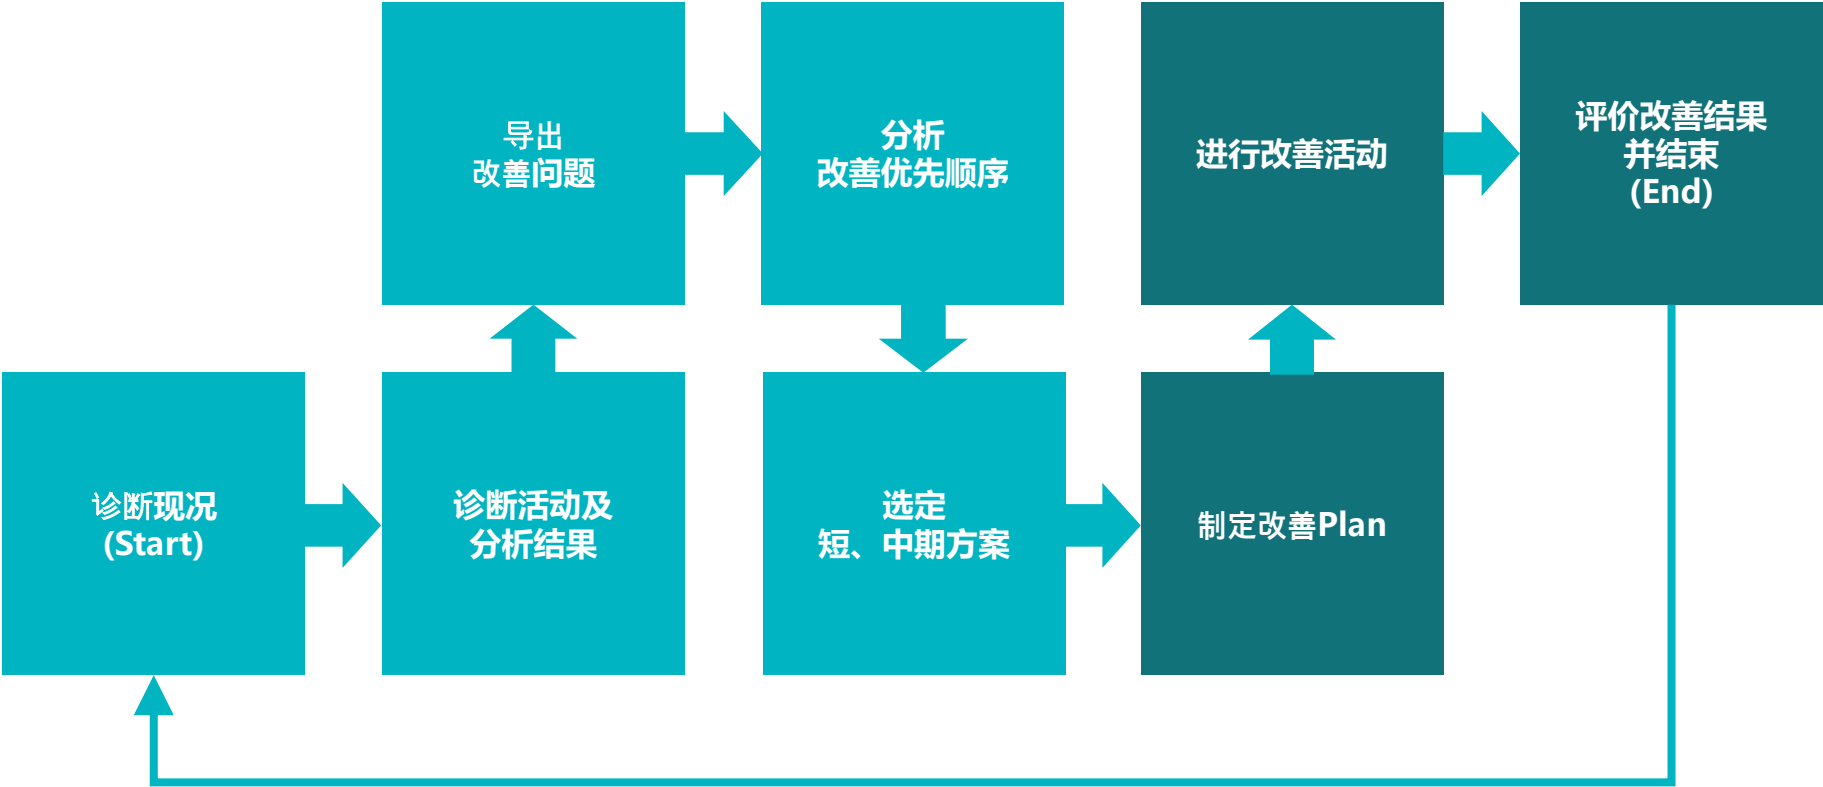 诊断现况
(Start)
诊断活动及
分析结果
导出
改善问题
分析
改善优先顺序
选定
短、中期方案
制定改善Plan
进行改善活动
评价改善结果
并结束
(End)